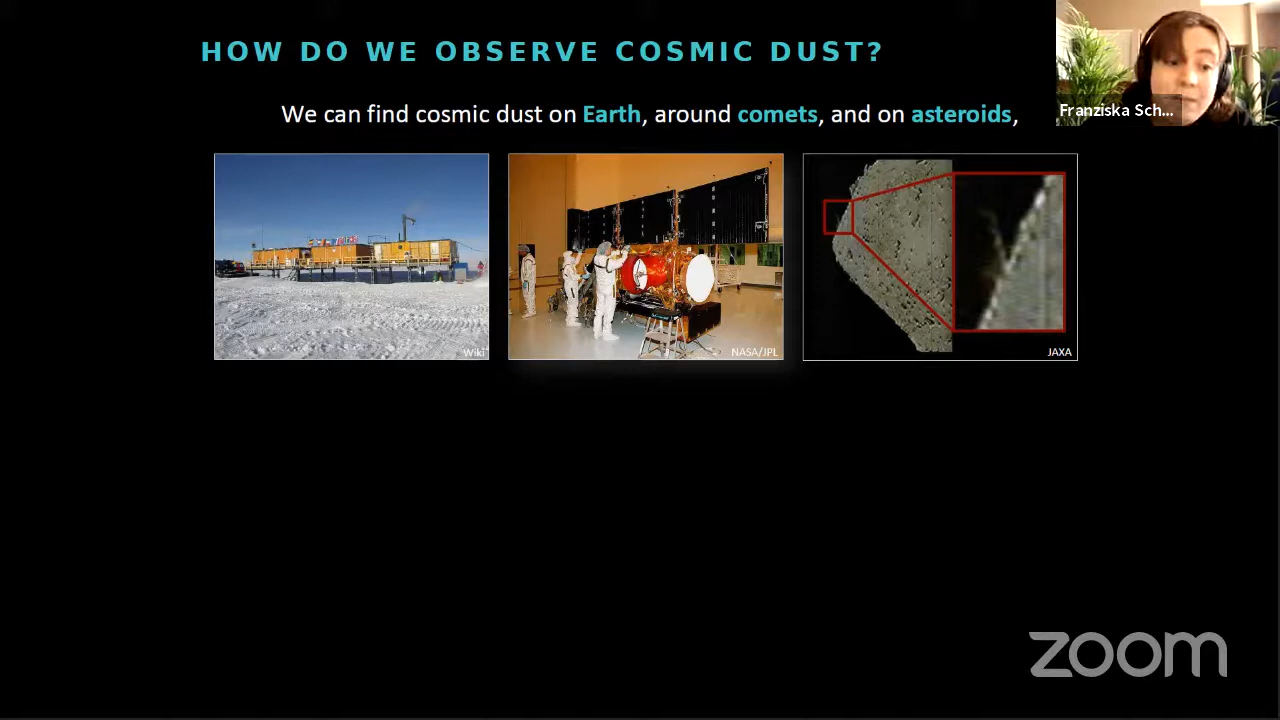 HOW DO WE OBSERVE COSMIC DUST?
Franziska Sch...
We can find cosmic dust on Earth, around comets, and on asteroids,
Wiki
NASA/JPL
JAXA
zoom